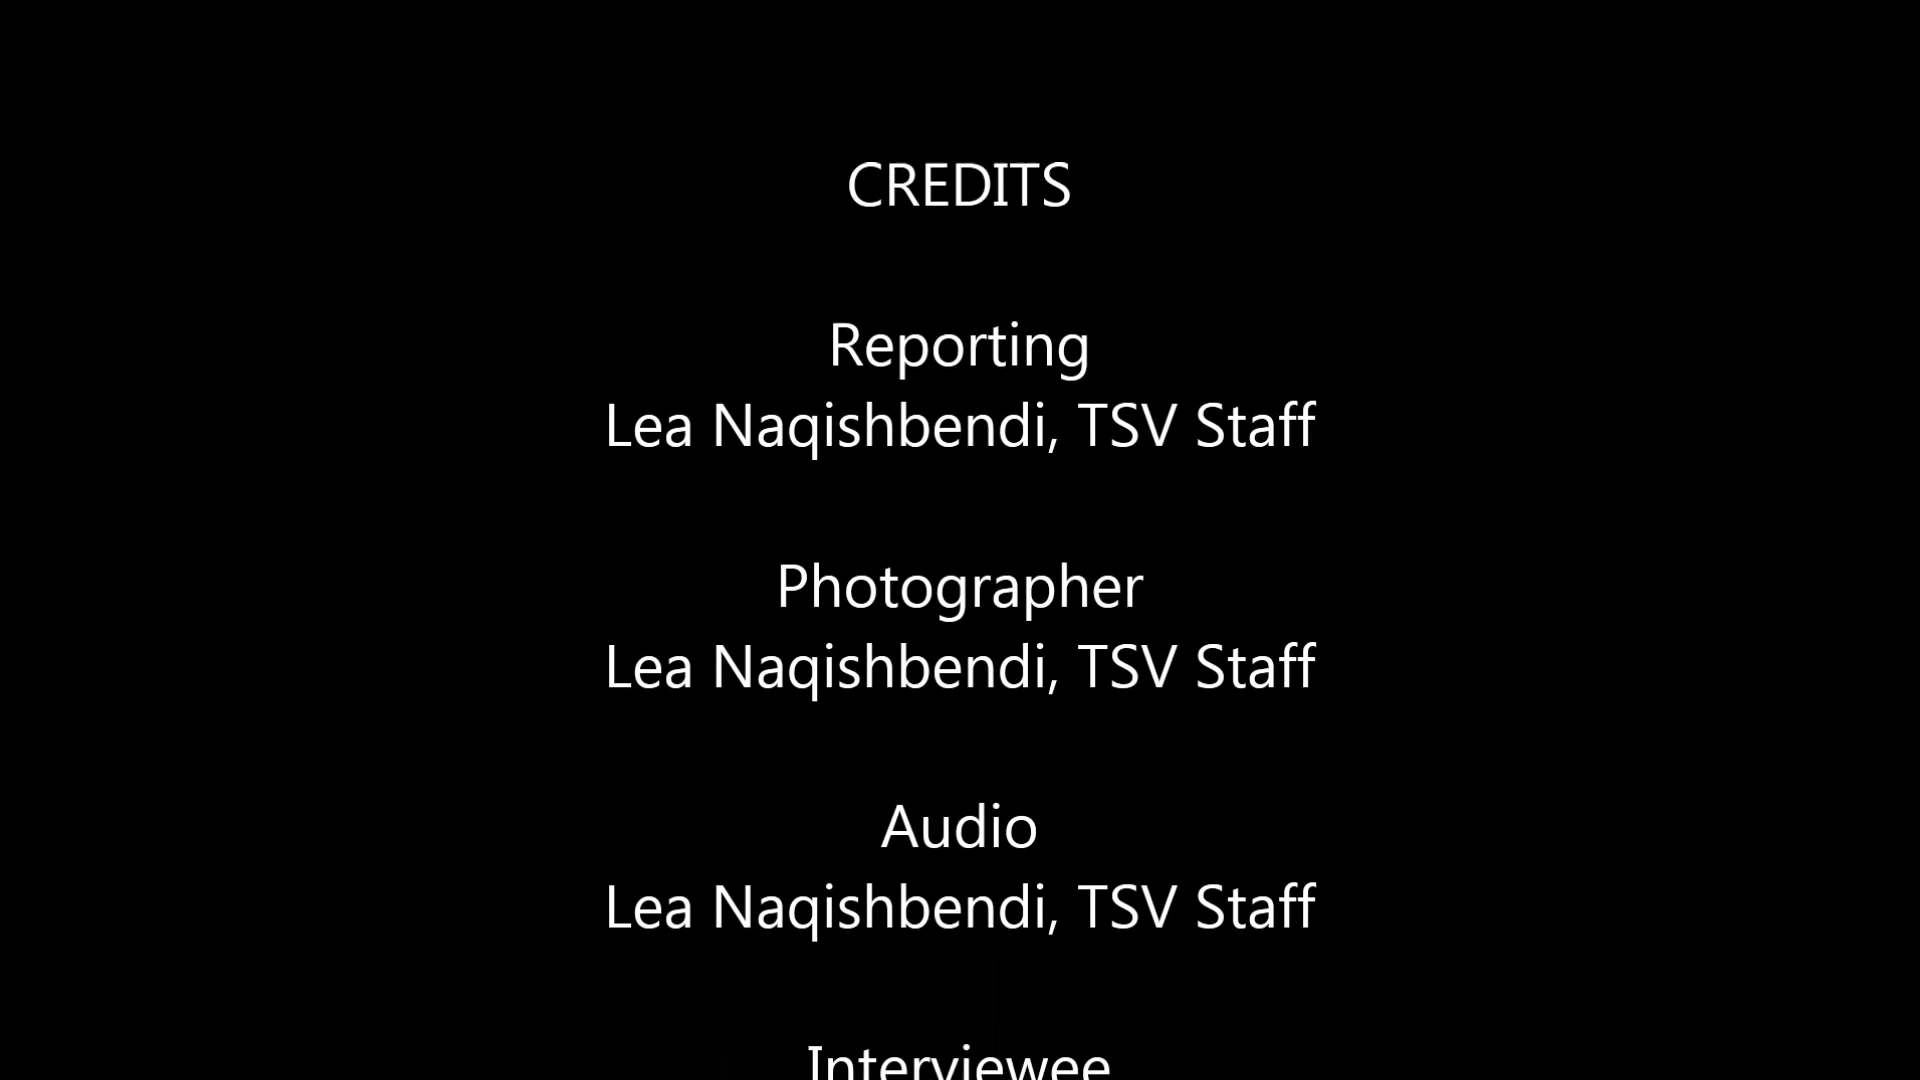 CREDITS
Reporting
Lea Naqishbendi, TSV Staff
Photographer
Lea Naqishbendi, TSV Staff
Audio
Lea Naqishbendi, TSV Staff
Interviewee